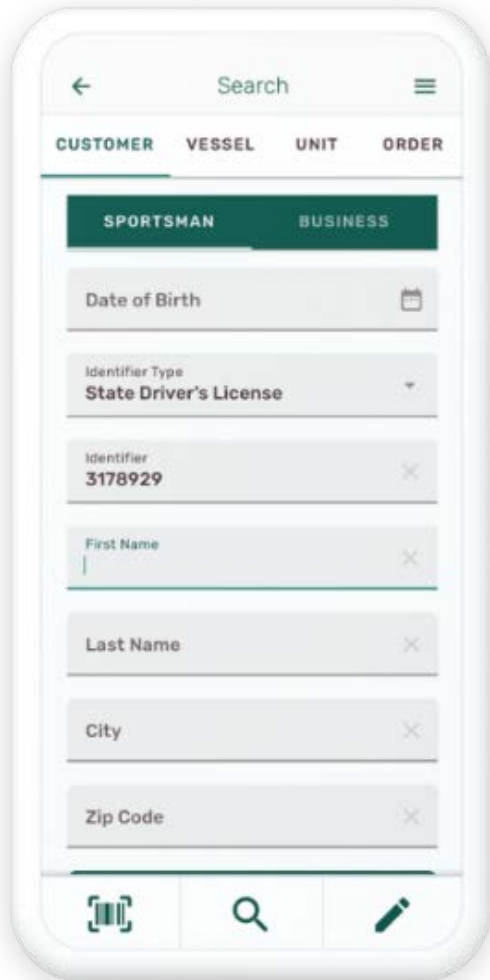 Search
CUSTOMER VESSEL UNIT ORDER
SPORTSMAN BUSINESS
Date of Birth
Identifier Type
State Driver's License
Identifier
3178929
First Name
Last Name
City
Zip Code